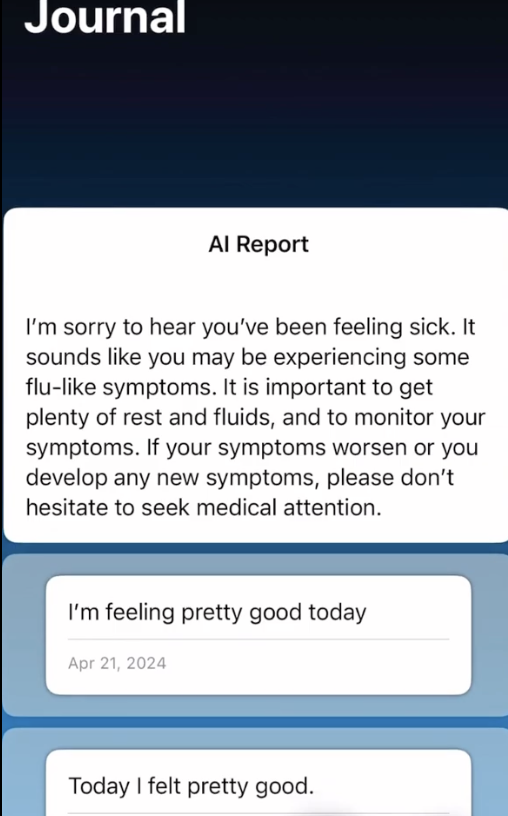 Journal
AI Report
I'm sorry to hear you've been feeling sick. It
sounds like you may be experiencing some
flu-like symptoms. It is important to get
plenty of rest and fluids, and to monitor your
symptoms. If your symptoms worsen or you
develop any new symptoms, please don't
hesitate to seek medical attention.
I'm feeling pretty good today
Apr 21, 2024
Today I felt pretty good.